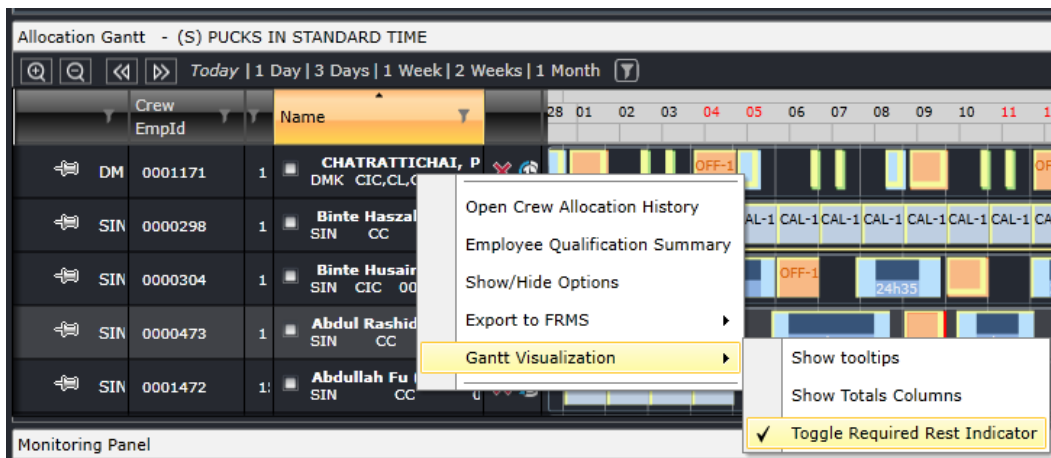 Allocation Gantt - (S) PUCKS IN STANDARD TIME
Today | 1 Day | 3 Days | 1 Week | 2 Weeks | 1 Month
Crew EmpId Name 28 01 02 03 04 05 06 07 08 09 10 11
DM 0001171 1 CHATRATTICHAI, P OFF-1
DMK CIC,CL,
SIN 0000298 1 Binte Haszal CAL-1 CAL-1 CAL-1 CAL-1 CAL-1 CAL-1
SIN CC
SIN 0000304 1 Binte Husain OFF-1
SIN CIC 24h35
SIN 0000473 1 Abdul Rashid
SIN CC
SIN 0001472 Abdullah Fu
SIN CC
Open Crew Allocation History
Employee Qualification Summary
Show/Hide Options
Export to FRMS
Gantt Visualization
Show tooltips
Show Totals Columns
Toggle Required Rest Indicator
Monitoring Panel